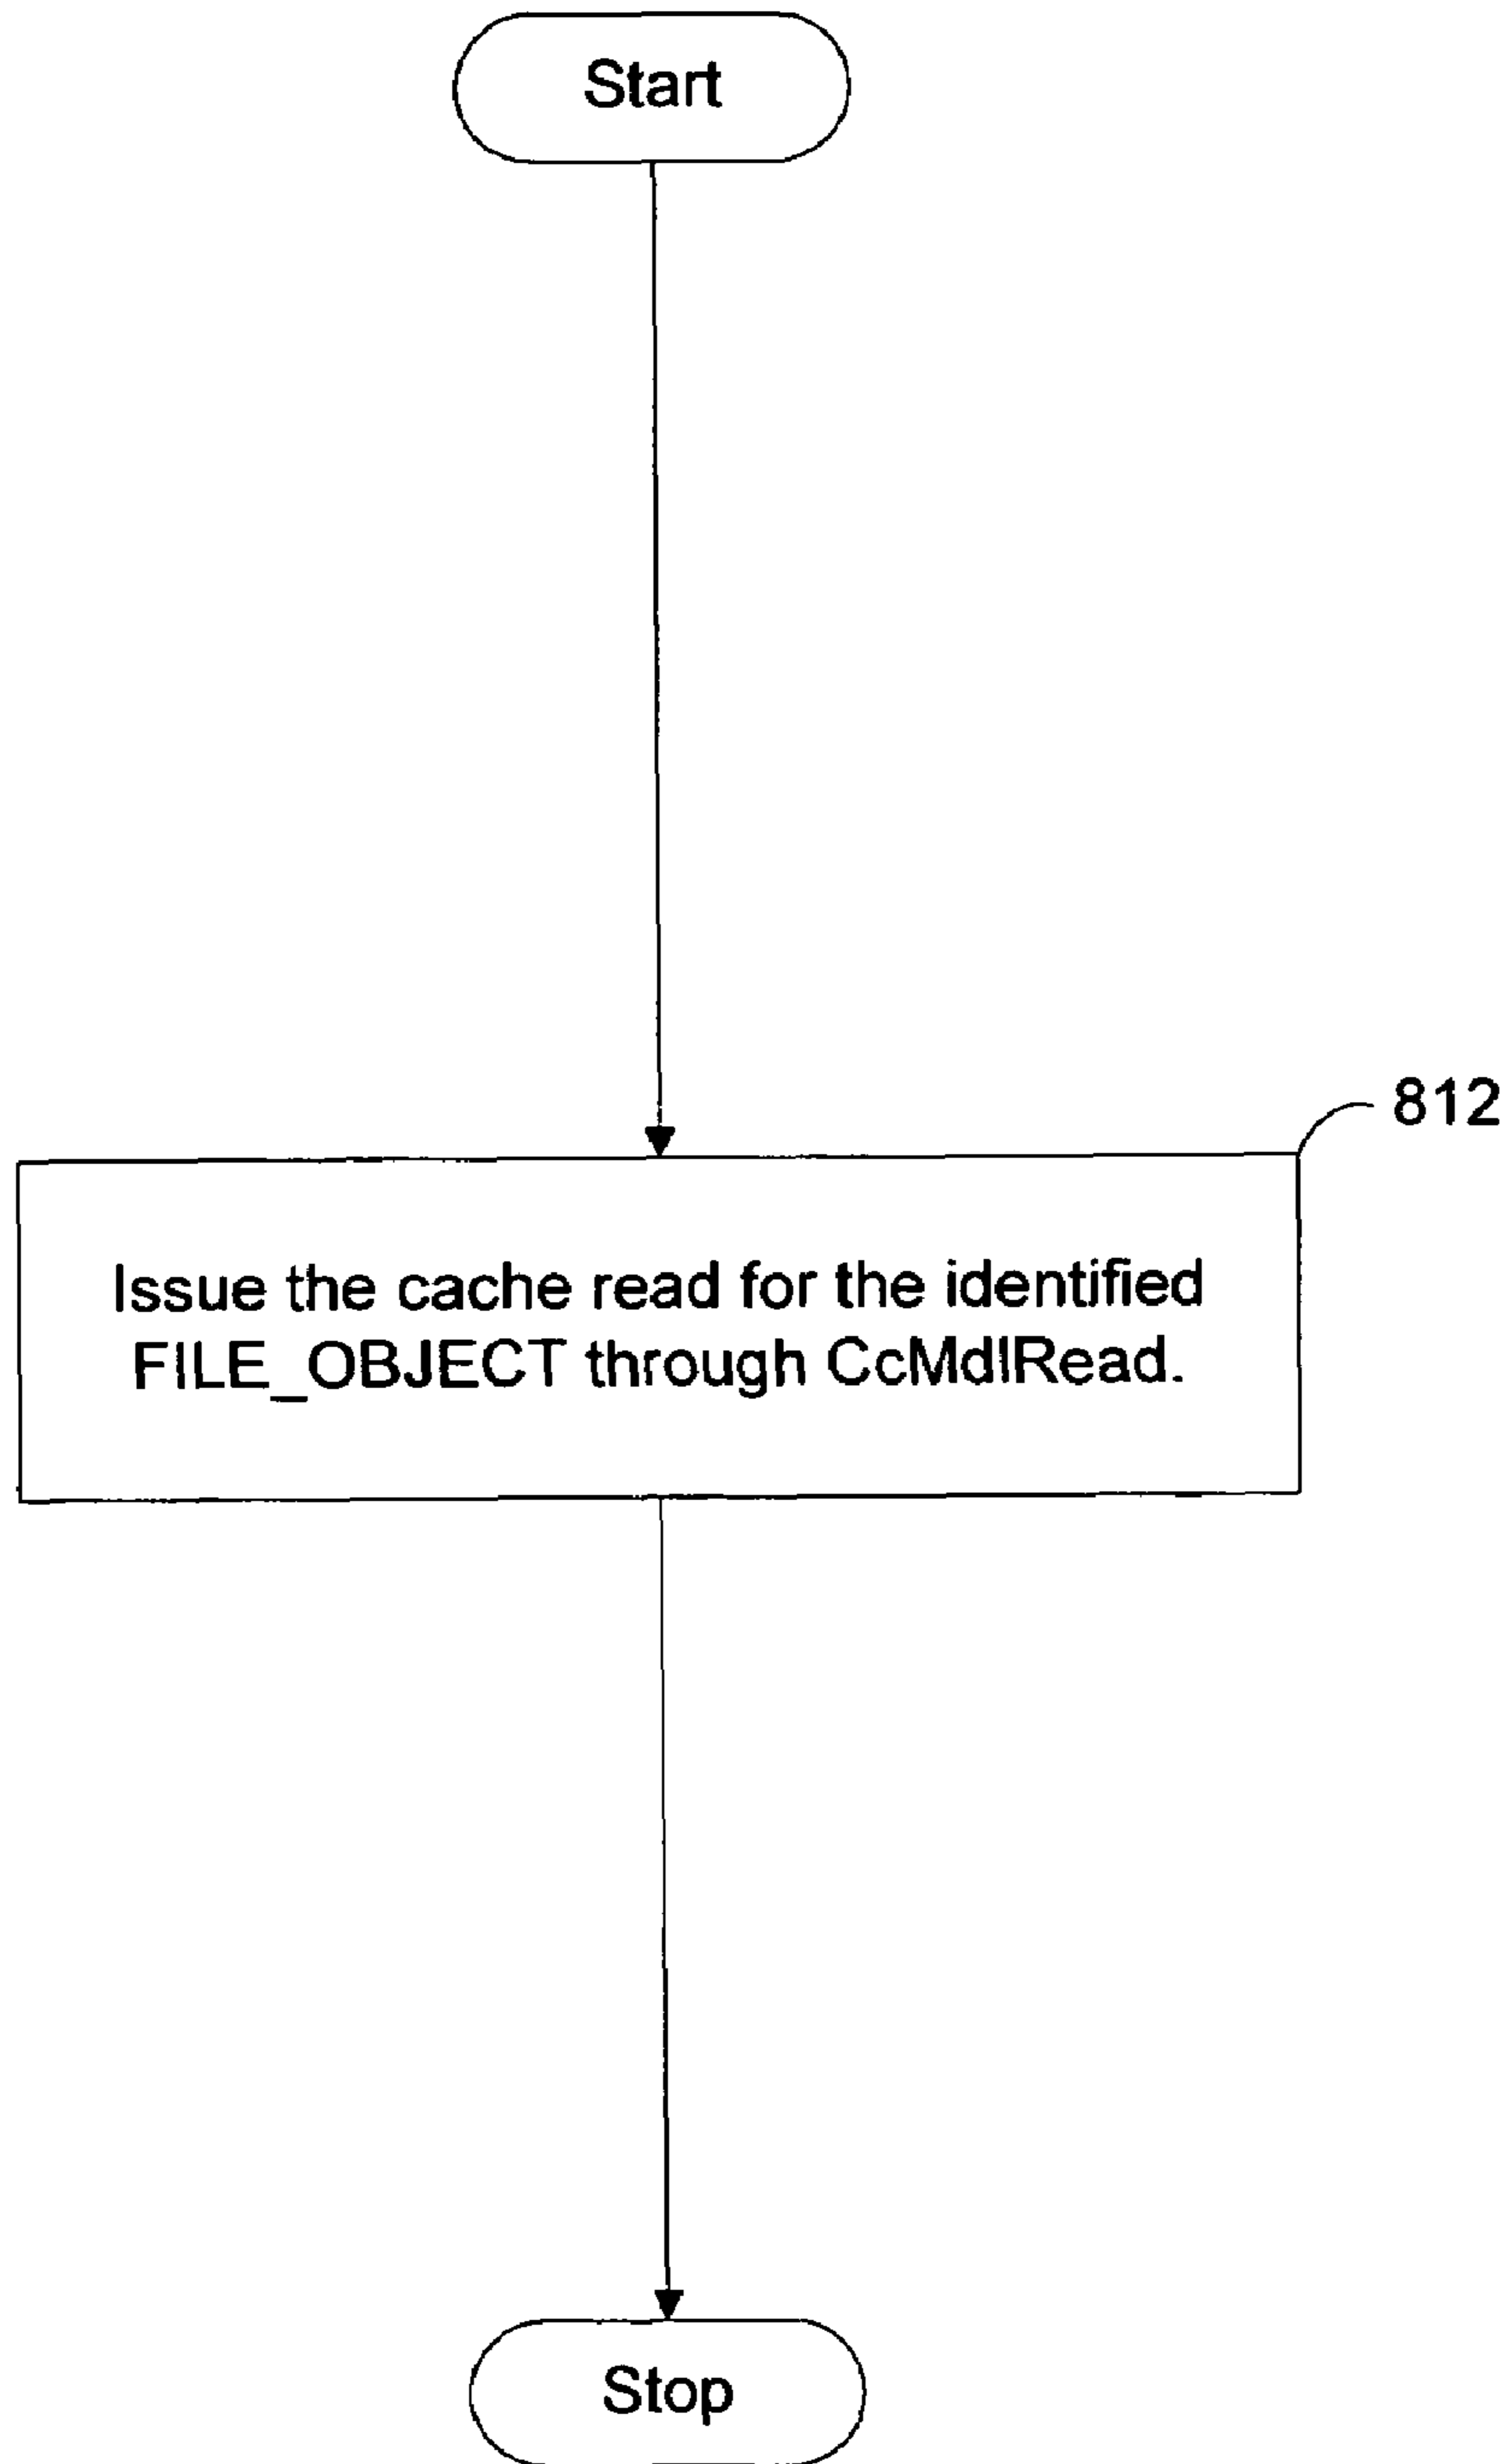 Start
812
Issue the cache read for the identified
FILE_OBJECT through CcMdlRead.
Stop